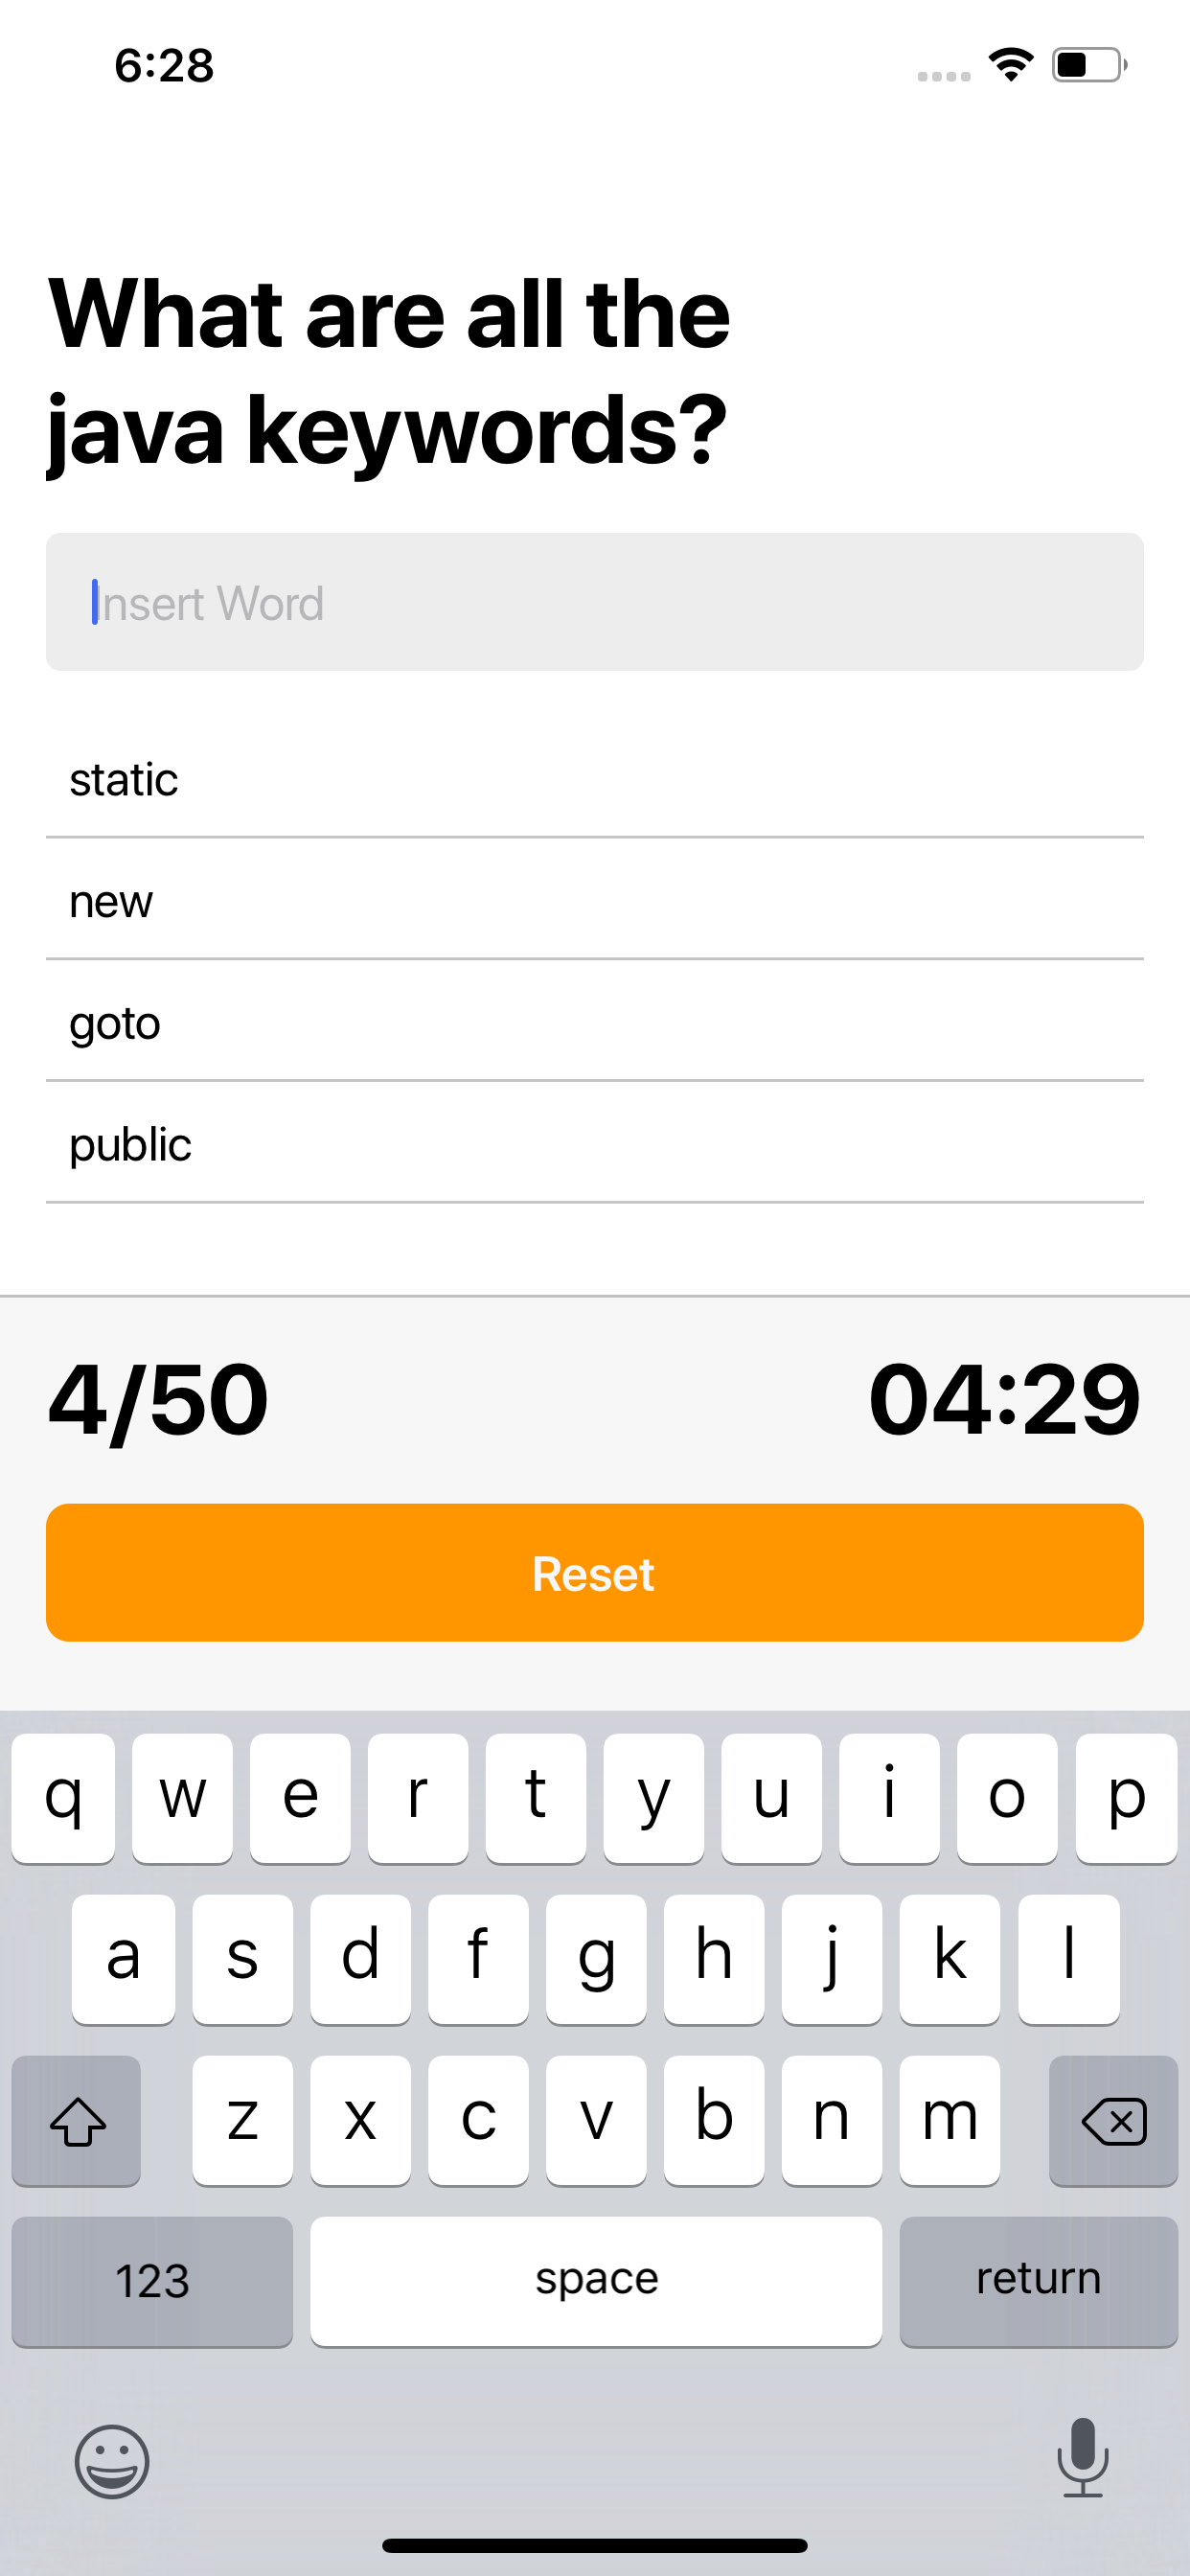 6:28
What are all the
java keywords?
Insert Word
static
new
goto
public
4/50 04:29
Reset
q w e r t y u i o p
a s d f g h j k l
z x c v b n m
123 space return